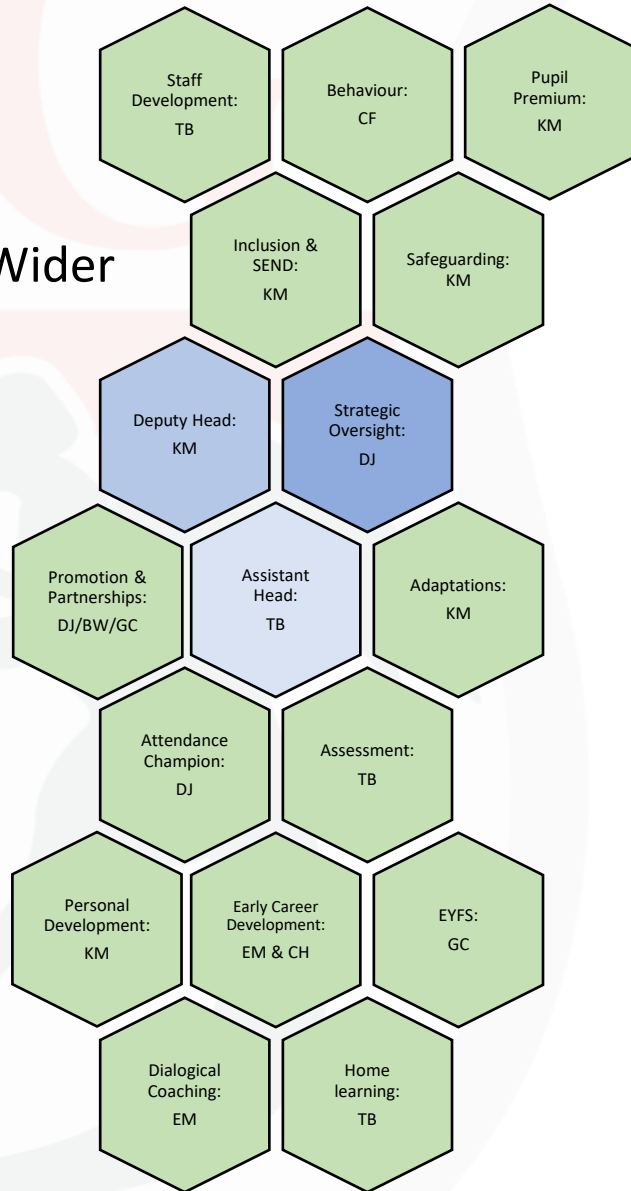 Staff
Development:
TB
Behaviour:
CF
Pupil
Premium:
KM
Wider
Inclusion &
SEND:
KM
Safeguarding:
KM
Deputy Head:
KM
Strategic
Oversight:
DJ
Promotion &
Partnerships:
DJ/BW/GC
Assistant
Head:
TB
Adaptations:
KM
Attendance
Champion:
DJ
Assessment:
TB
Personal
Development:
KM
Early Career
Development:
EM & CH
EYFS:
GC
Dialogical
Coaching:
EM
Home
learning:
TB